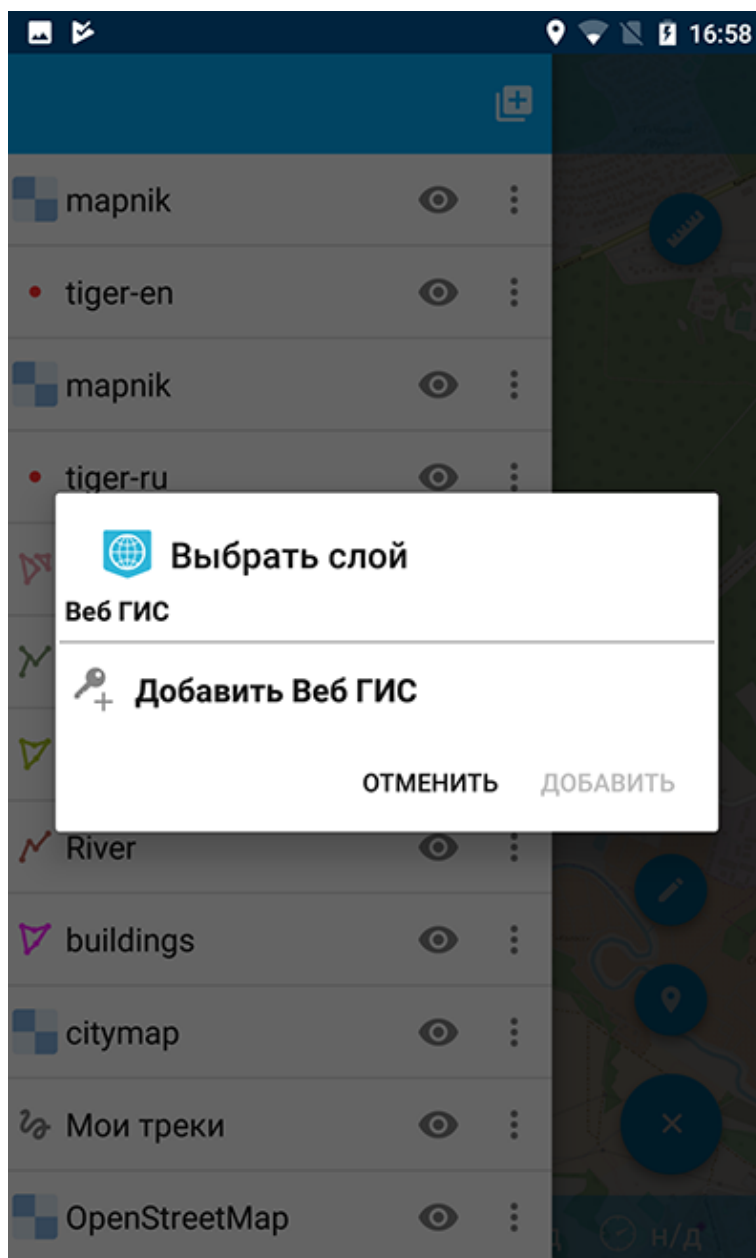 16:58
mapnik
tiger-en
mapnik
tiger-ru
Выбрать слой
Веб ГИС
Добавить Веб ГИС
ОТМЕНИТЬ ДОБАВИТЬ
River
buildings
citymap
Мои треки
OpenStreetMap
н/д